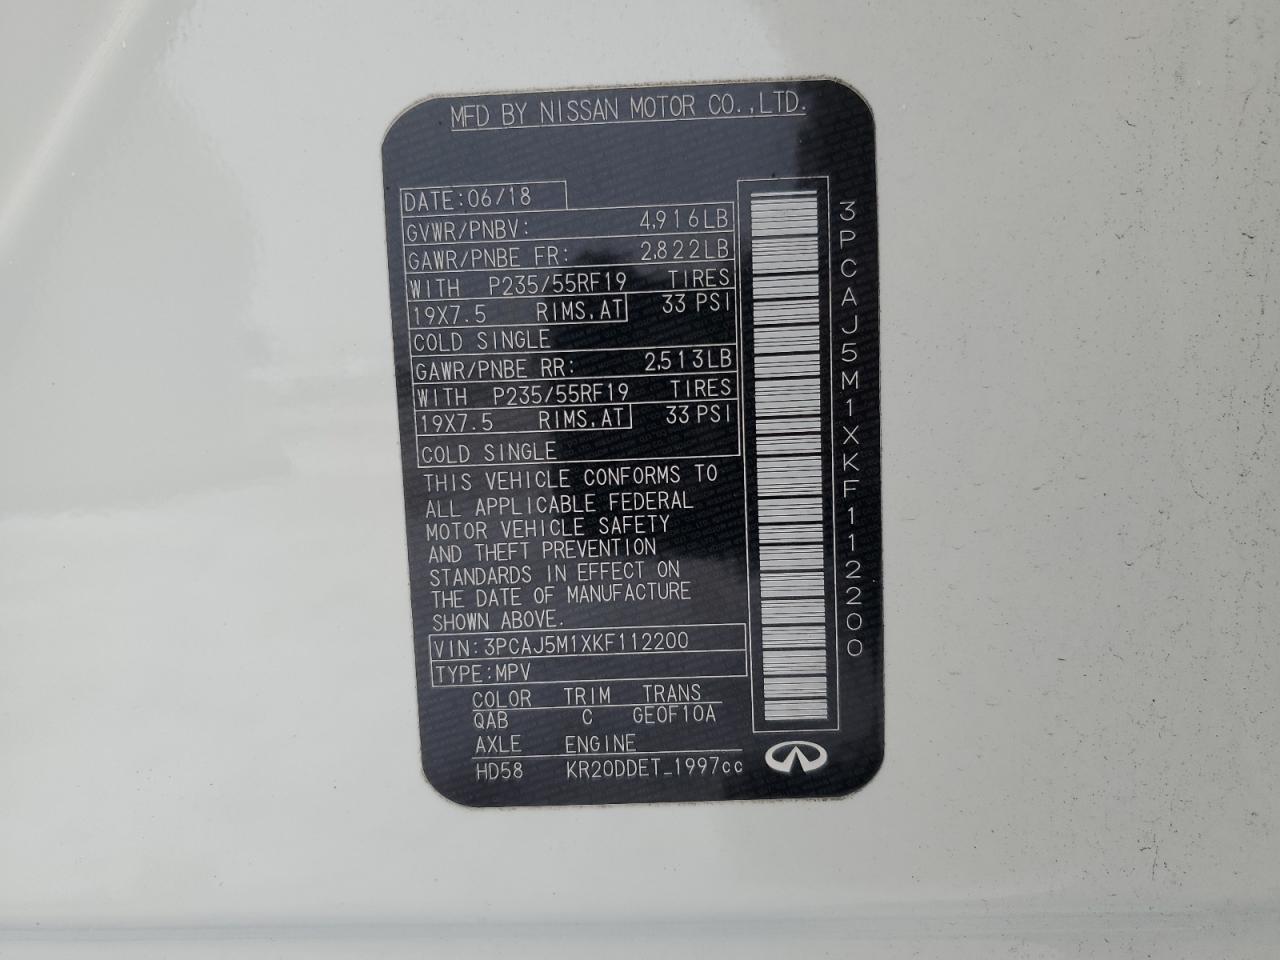 MFD BY NISSAN MOTOR CO.,LTD.
DATE:06/18
GVWR/PNBV: 4,916LB
GAWR/PNBE FR: 2,822LB
WITH P235/55RF19 TIRES
19X7.5 RIMS,AT 33 PSI
COLD SINGLE
GAWR/PNBE RR: 2,513LB
WITH P235/55RF19 TIRES
19X7.5 RIMS,AT 33 PSI
COLD SINGLE
THIS VEHICLE CONFORMS TO
ALL APPLICABLE FEDERAL
MOTOR VEHICLE SAFETY
AND THEFT PREVENTION
STANDARDS IN EFFECT ON
THE DATE OF MANUFACTURE
SHOWN ABOVE.
VIN:3PCAJ5M1XKF112200
TYPE:MPV
COLOR TRIM TRANS
QAB C GE0F10A
AXLE ENGINE
HD58 KR20DDET_1997cc
3PCAJ5M1XKF112200